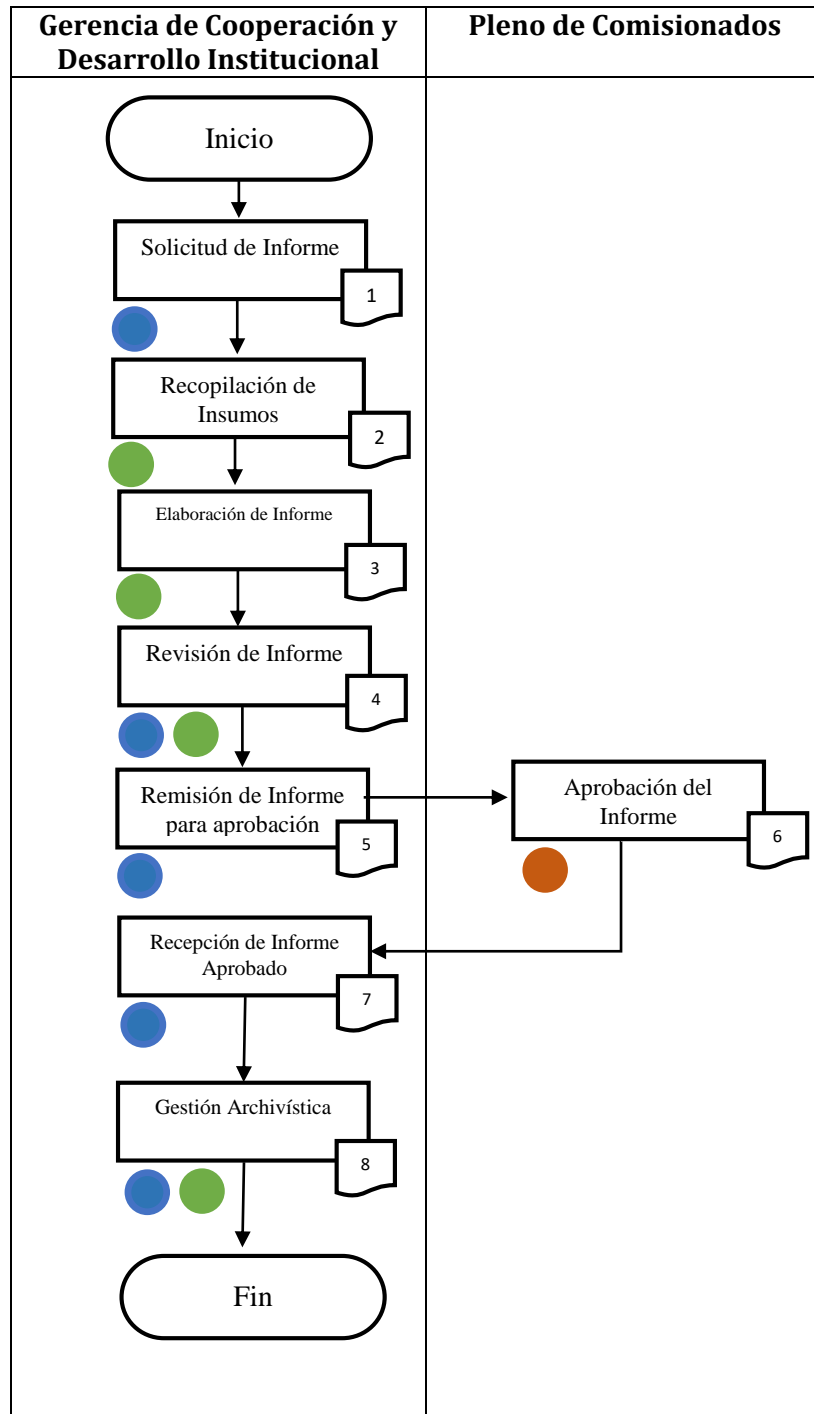 Gerencia de Cooperación y
Desarrollo Institucional
Pleno de Comisionados
Inicio
Solicitud de Informe
1
Recopilación de
Insumos
2
Elaboración de Informe
3
Revisión de Informe
4
Remisión de Informe
para aprobación
5
Aprobación del
Informe
6
Recepción de Informe
Aprobado
7
Gestión Archivística
8
Fin